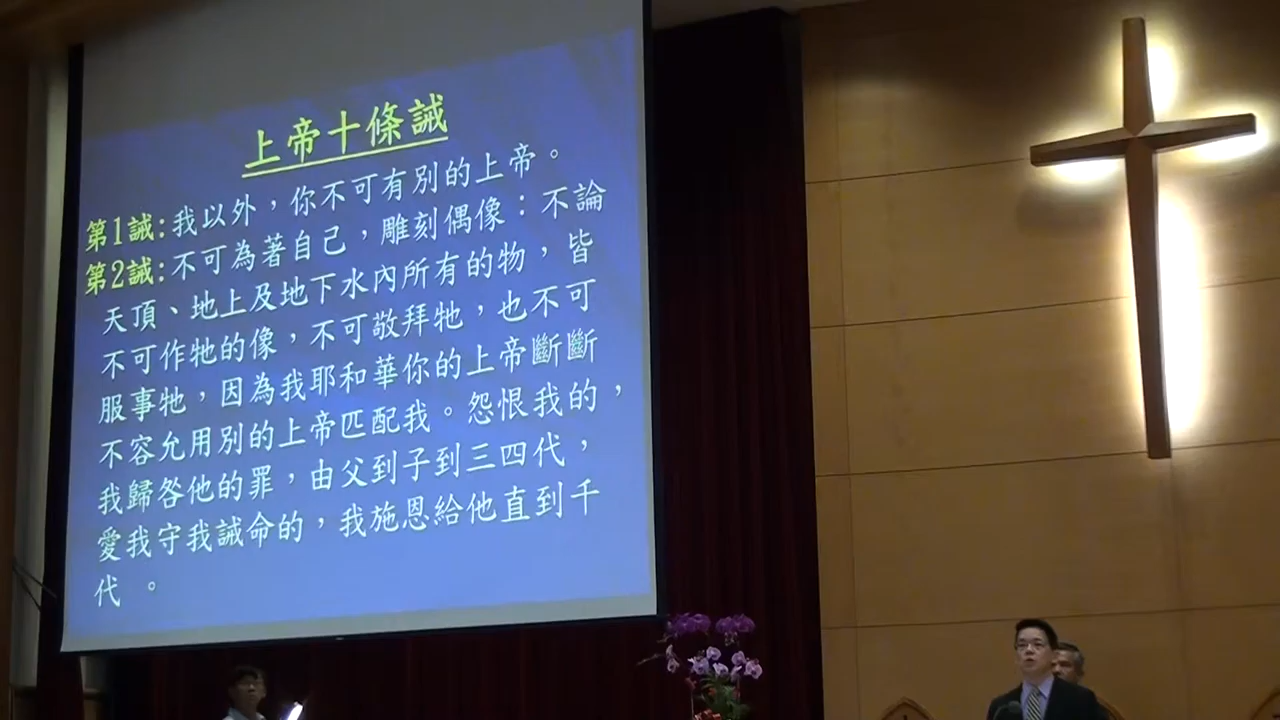 上帝十條誡
第1誡:我以外，你不可有別的上帝。
第2誡:不可為著自己，雕刻偶像：不論
天頂、地上及地下水內所有的物，皆
不可作牠的像，不可敬拜牠，也不可
服事牠，因為我耶和華你的上帝斷斷
不容允用別的上帝匹配我。怨恨我的，
我歸咎他的罪，由父到子到三四代，
愛我守我誡命的，我施恩給他直到千
代 。